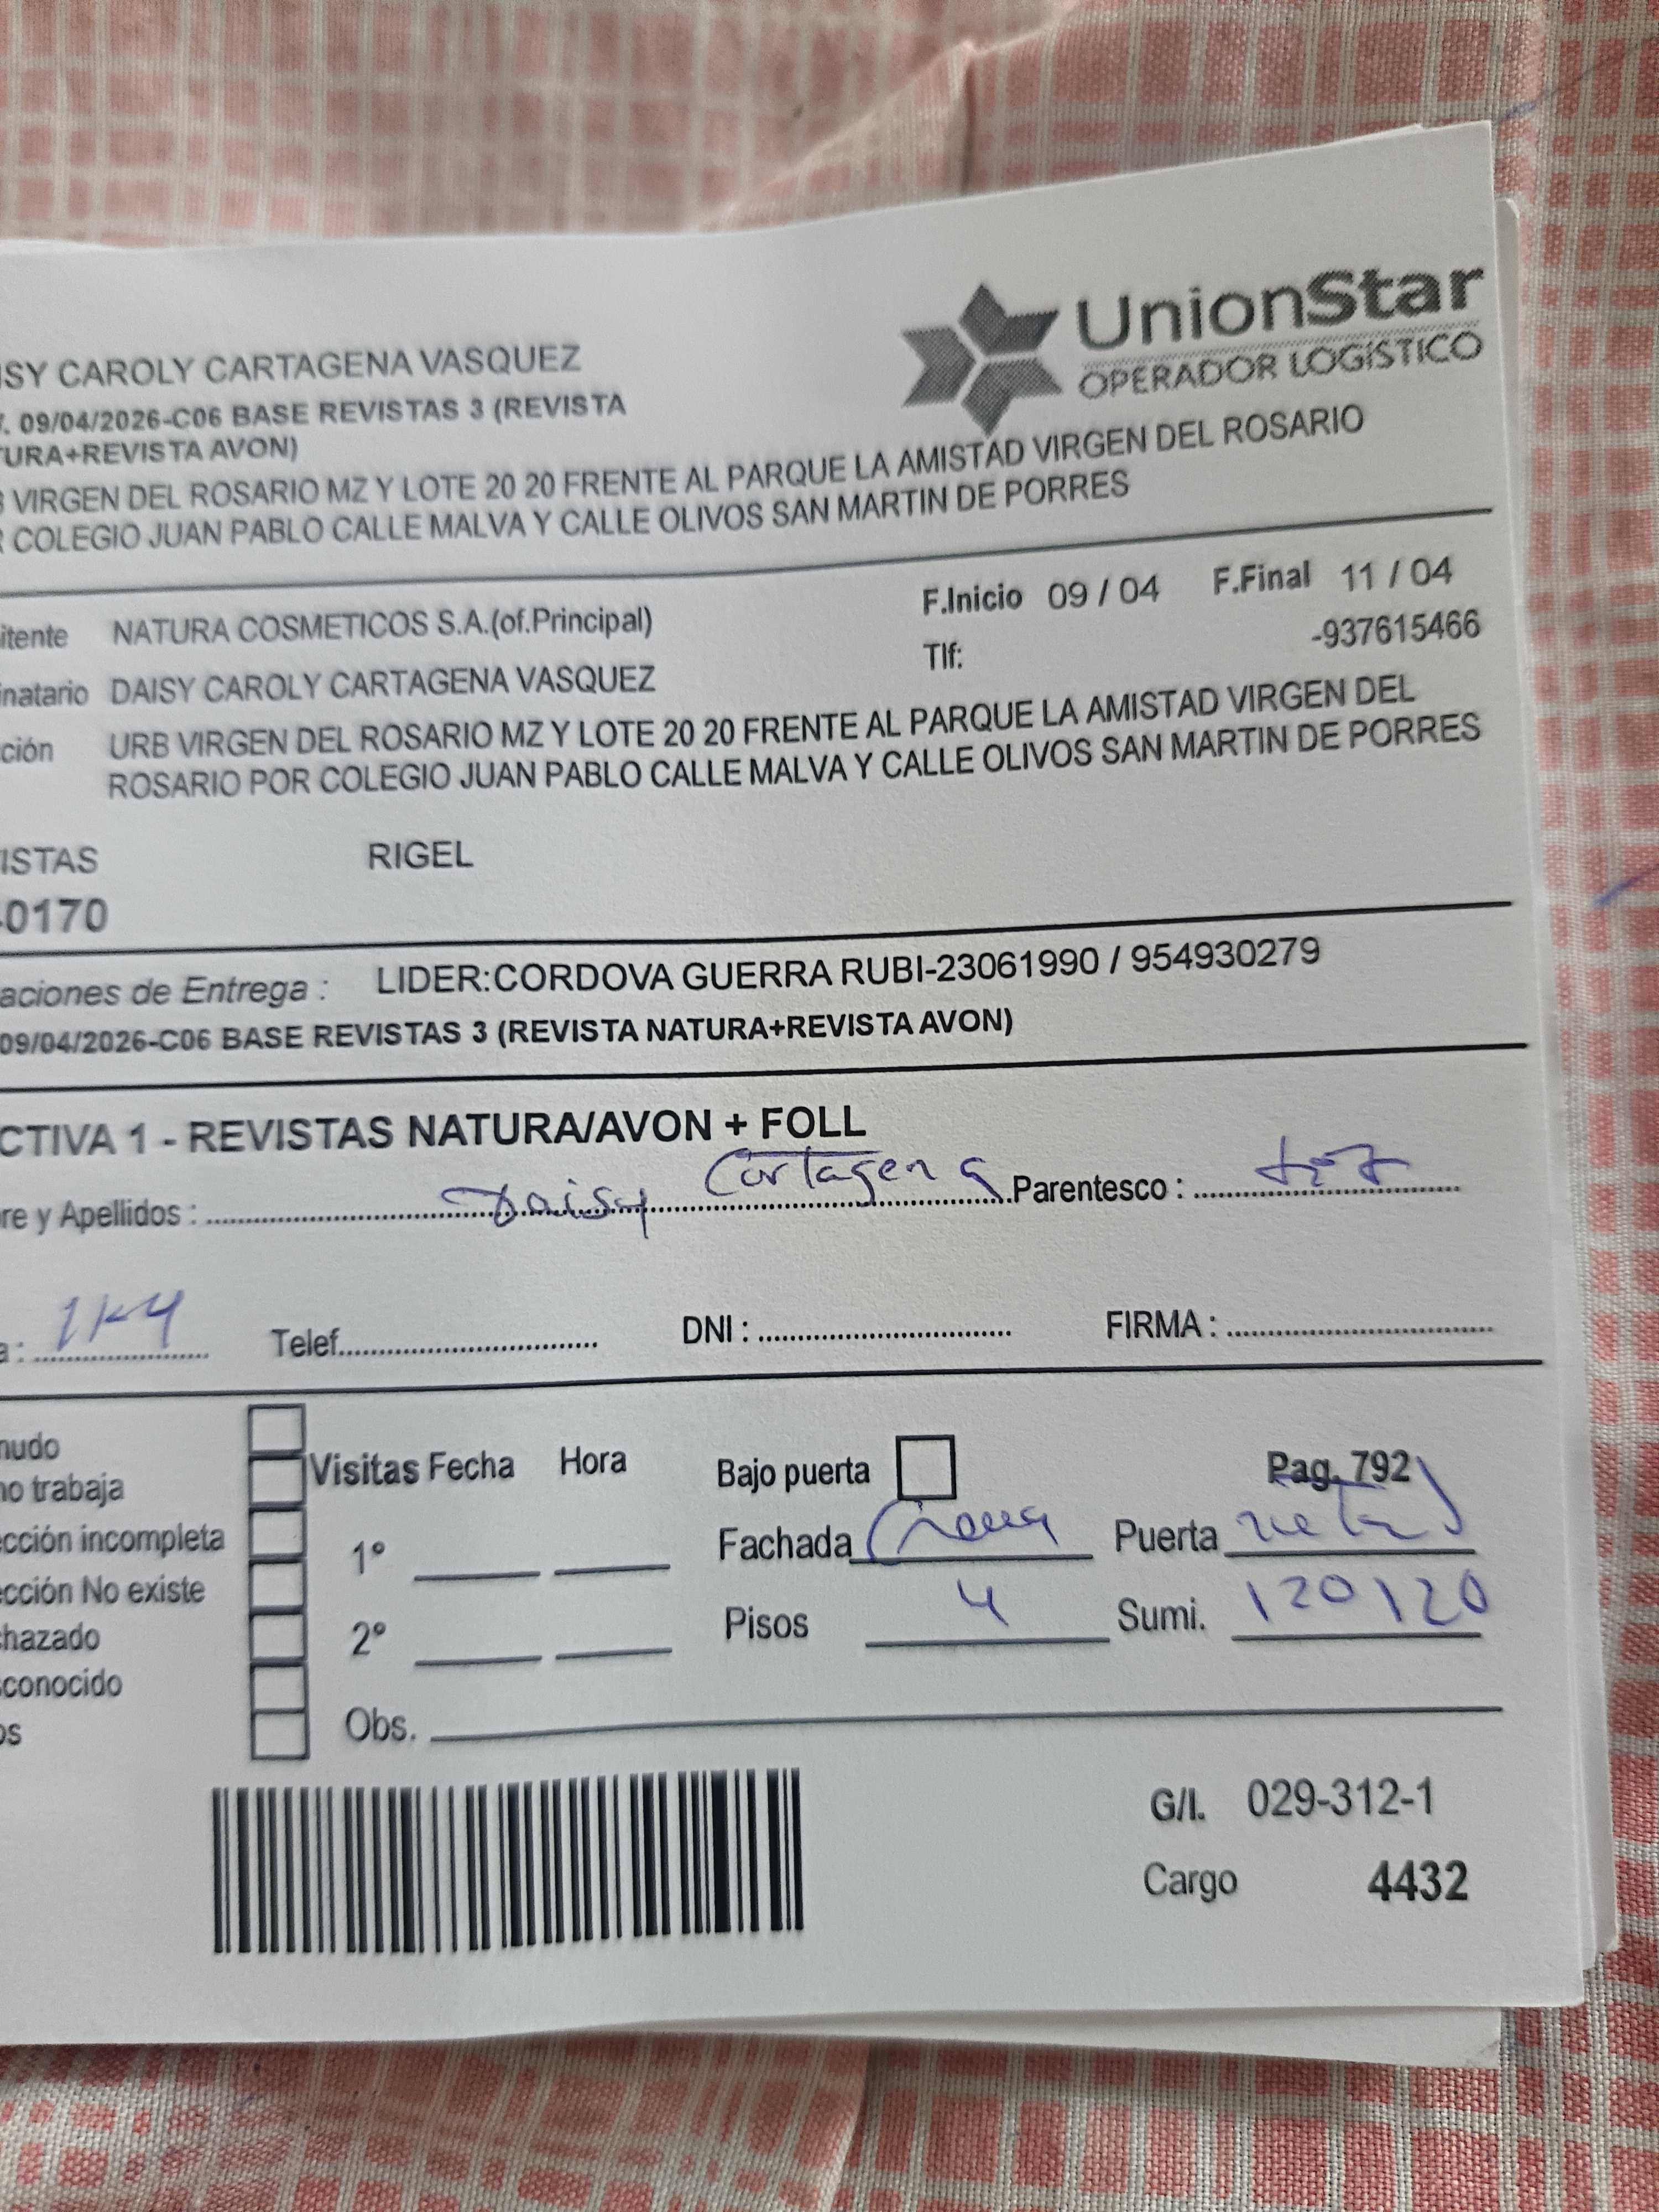 UnionStar
OPERADOR LOGÍSTICO
ISY CAROLY CARTAGENA VASQUEZ
. 09/04/2026-C06 BASE REVISTAS 3 (REVISTA
TURA+REVISTA AVON)
VIRGEN DEL ROSARIO MZ Y LOTE 20 20 FRENTE AL PARQUE LA AMISTAD VIRGEN DEL ROSARIO
R COLEGIO JUAN PABLO CALLE MALVA Y CALLE OLIVOS SAN MARTIN DE PORRES
itente NATURA COSMETICOS S.A.(of.Principal) F.Inicio 09 / 04 F.Final 11 / 04
Tlf: -937615466
inatario DAISY CAROLY CARTAGENA VASQUEZ
ción URB VIRGEN DEL ROSARIO MZ Y LOTE 20 20 FRENTE AL PARQUE LA AMISTAD VIRGEN DEL
ROSARIO POR COLEGIO JUAN PABLO CALLE MALVA Y CALLE OLIVOS SAN MARTIN DE PORRES
ISTAS RIGEL
-0170
aciones de Entrega : LIDER:CORDOVA GUERRA RUBI-23061990 / 954930279
09/04/2026-C06 BASE REVISTAS 3 (REVISTA NATURA+REVISTA AVON)
CTIVA 1 - REVISTAS NATURA/AVON + FOLL
re y Apellidos : Daisy Cartagena Parentesco :
a : Telef. DNI : FIRMA :
nudo
no trabaja
cción incompleta
cción No existe
chazado
sconocido
os
Visitas Fecha Hora
1º
2º
Obs.
Bajo puerta Pag. 792
Fachada Puerta
Pisos 4 Sumi. 120120
G/I. 029-312-1
Cargo 4432